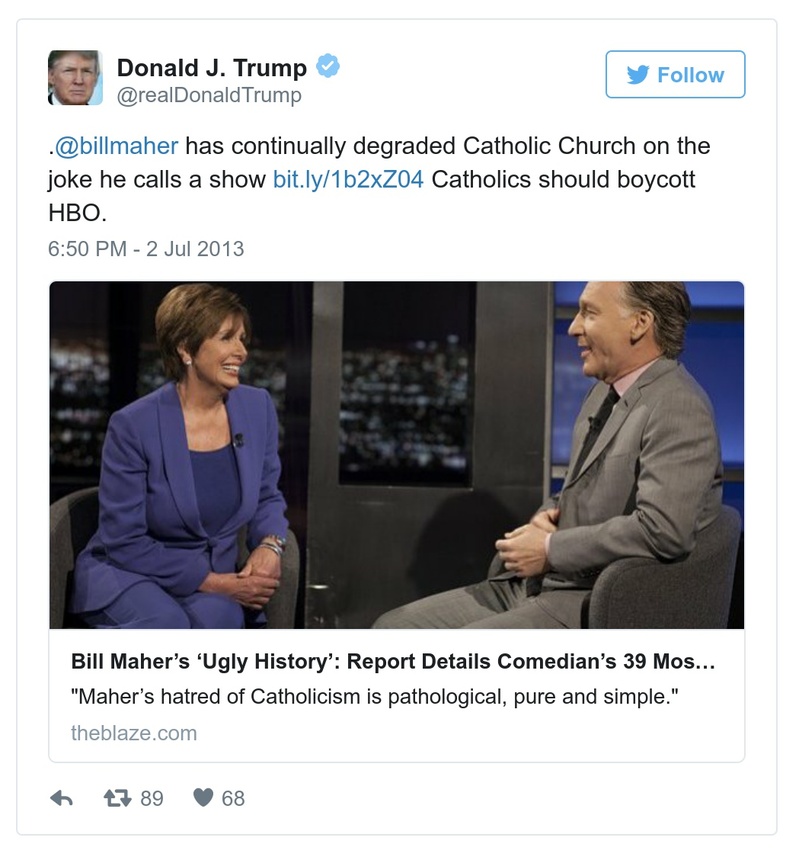 Donald J. Trump
@realDonaldTrump
Follow
.@billmaher has continually degraded Catholic Church on the
joke he calls a show bit.ly/1b2xZ04 Catholics should boycott
HBO.
6:50 PM - 2 Jul 2013
Bill Maher’s ‘Ugly History’: Report Details Comedian’s 39 Mos...
"Maher’s hatred of Catholicism is pathological, pure and simple."
theblaze.com
89
68